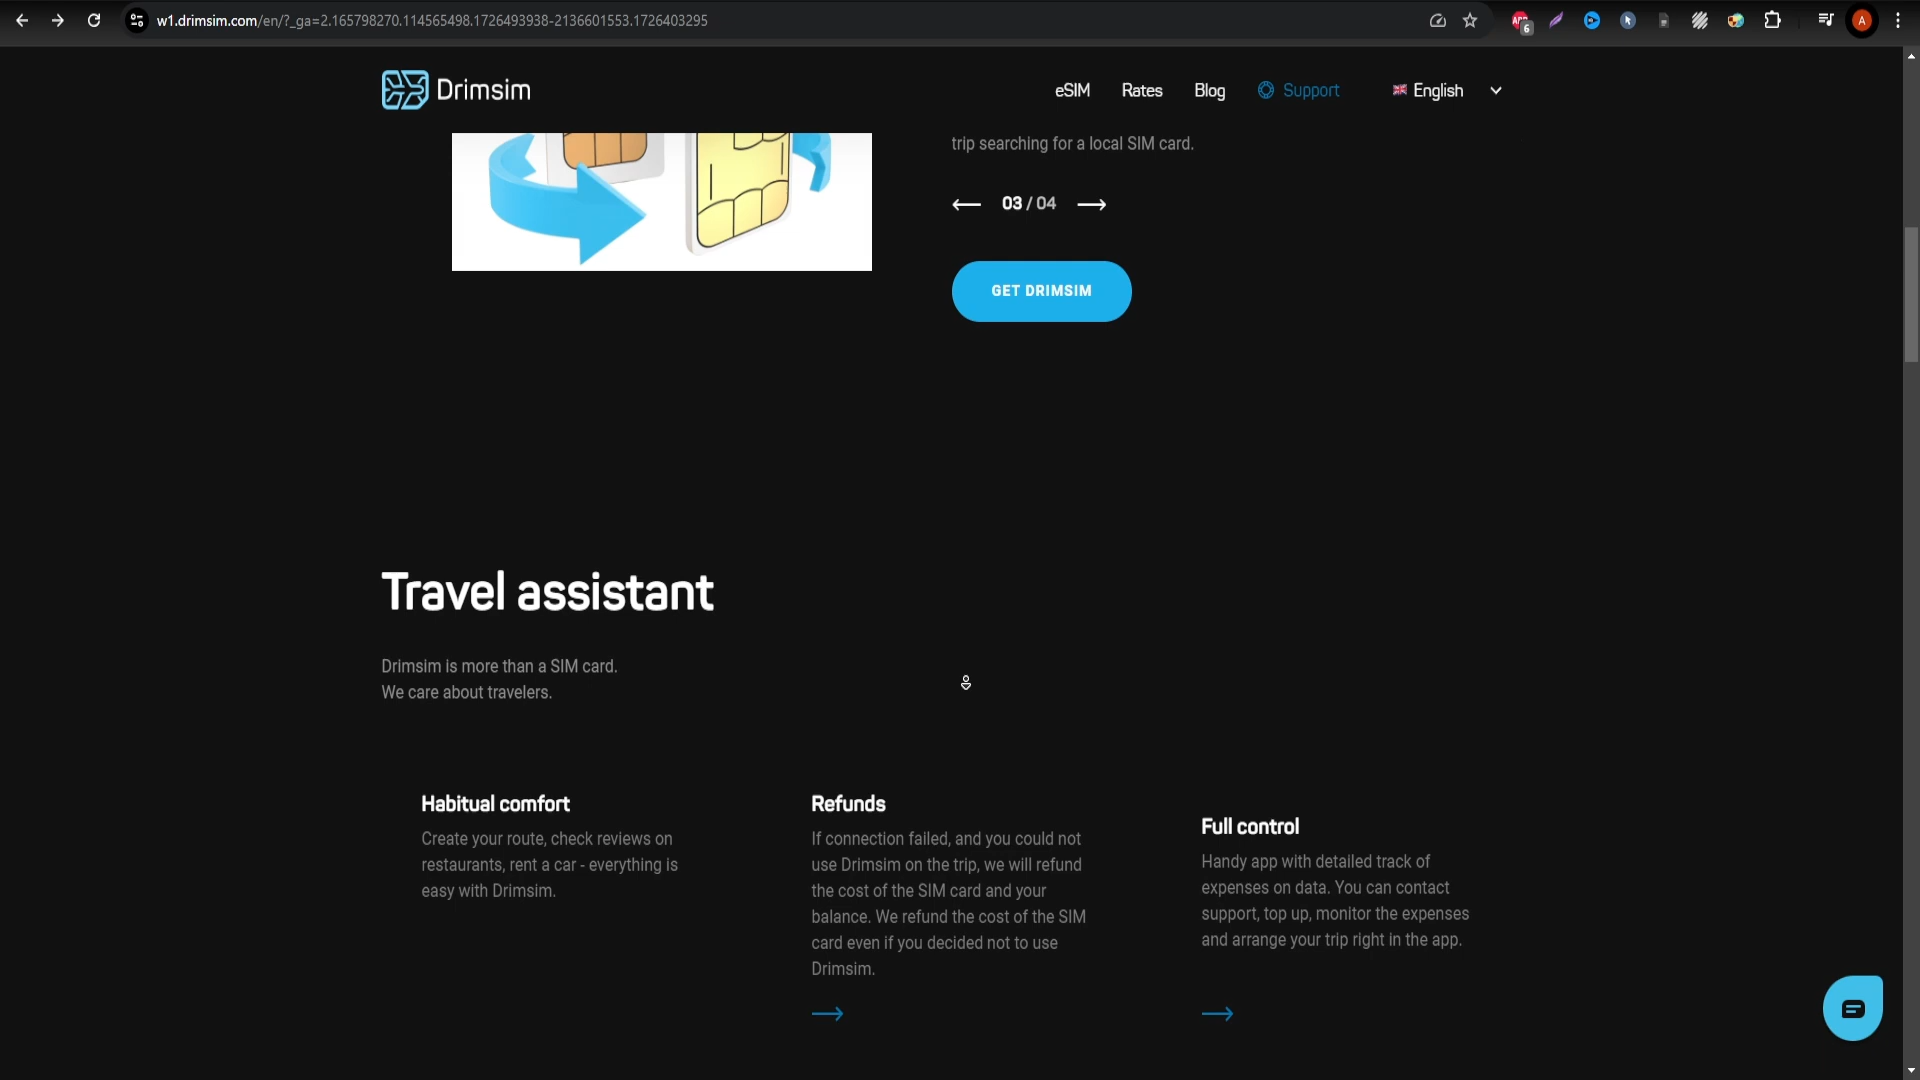 w1.drimsim.com/en/?_ga=2.165798270.114565498.1726493938-2136601553.1726403295
6
A
Drimsim
eSIM
Rates
Blog
Support
English
trip searching for a local SIM card.
03 / 04
GET DRIMSIM
Travel assistant
Drimsim is more than a SIM card.
We care about travelers.
Habitual comfort
Create your route, check reviews on
restaurants, rent a car - everything is
easy with Drimsim.
Refunds
If connection failed, and you could not
use Drimsim on the trip, we will refund
the cost of the SIM card and your
balance. We refund the cost of the SIM
card even if you decided not to use
Drimsim.
Full control
Handy app with detailed track of
expenses on data. You can contact
support, top up, monitor the expenses
and arrange your trip right in the app.